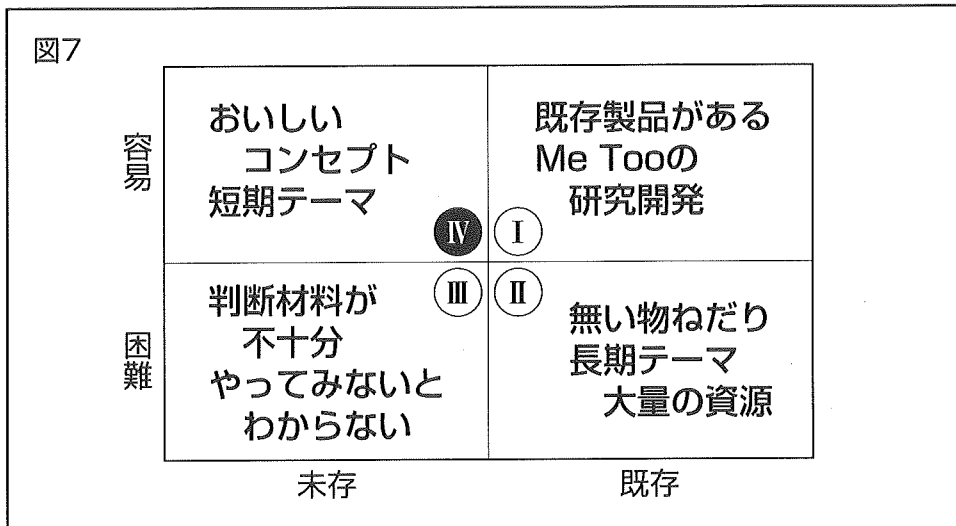 図7
容易
おいしい
コンセプト
短期テーマ
Ⅳ
既存製品がある
Me Tooの
研究開発
Ⅰ
困難
判断材料が
不十分
やってみないと
わからない
Ⅲ
無い物ねだり
長期テーマ
大量の資源
Ⅱ
未存
既存